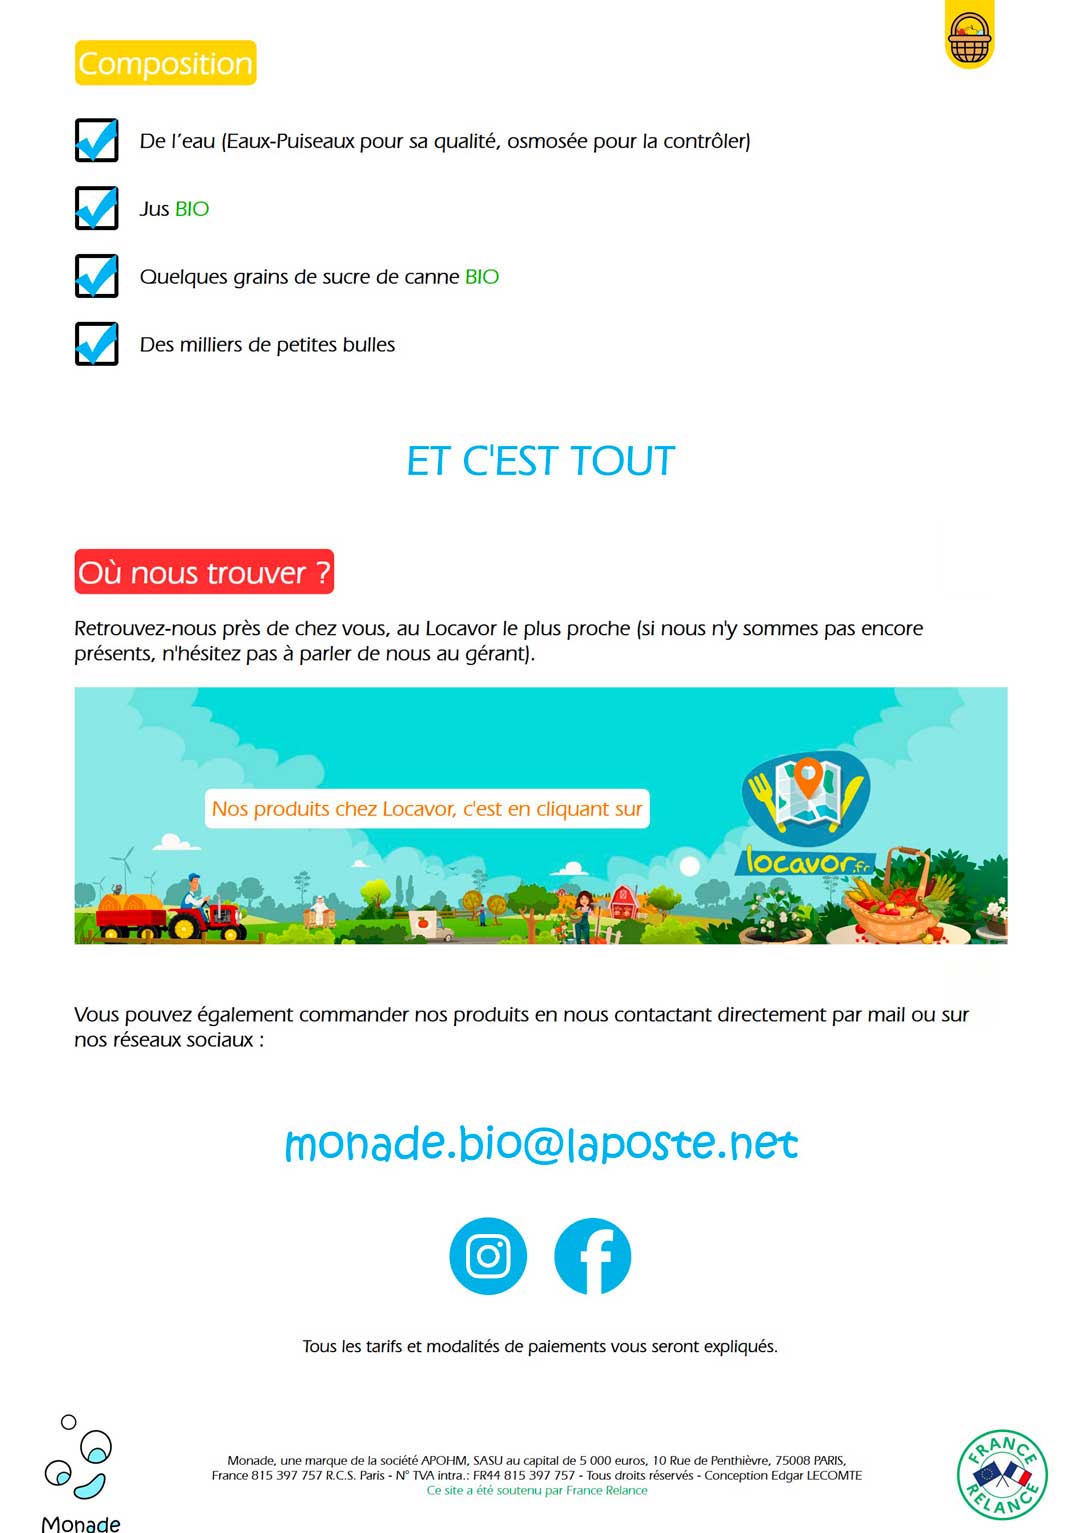 Composition
De l’eau (Eaux-Puiseaux pour sa qualité, osmosée pour la contrôler)
Jus BIO
Quelques grains de sucre de canne BIO
Des milliers de petites bulles
ET C'EST TOUT
Où nous trouver ?
Retrouvez-nous près de chez vous, au Locavor le plus proche (si nous n'y sommes pas encore
présents, n'hésitez pas à parler de nous au gérant).
Nos produits chez Locavor, c'est en cliquant sur
locavor.fr
Vous pouvez également commander nos produits en nous contactant directement par mail ou sur
nos réseaux sociaux :
monade.bio@laposte.net
Tous les tarifs et modalités de paiements vous seront expliqués.
Monade, une marque de la société APOHM, SASU au capital de 5 000 euros, 10 Rue de Penthièvre, 75008 PARIS,
France 815 397 757 R.C.S. Paris - N° TVA intra.: FR44 815 397 757 - Tous droits réservés - Conception Edgar LECOMTE
Ce site a été soutenu par France Relance
Monade
FRANCE
RELANCE